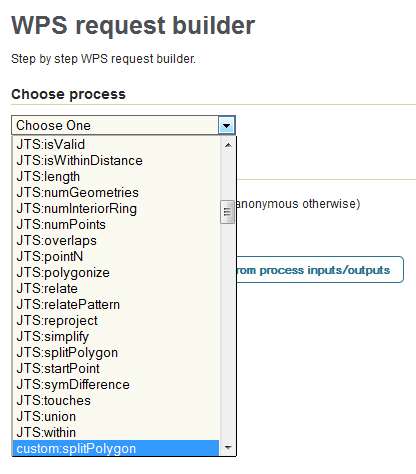 WPS request builder
Step by step WPS request builder.
Choose process
Choose One
JTS:isValid
JTS:isWithinDistance
JTS:length
JTS:numGeometries
JTS:numInteriorRing
anonymous otherwise)
JTS:numPoints
JTS:overlaps
JTS:pointN
JTS:polygonize
from process inputs/outputs
JTS:relate
JTS:relatePattern
JTS:reproject
JTS:simplify
JTS:splitPolygon
JTS:startPoint
JTS:symDifference
JTS:touches
JTS:union
JTS:within
custom:splitPolygon